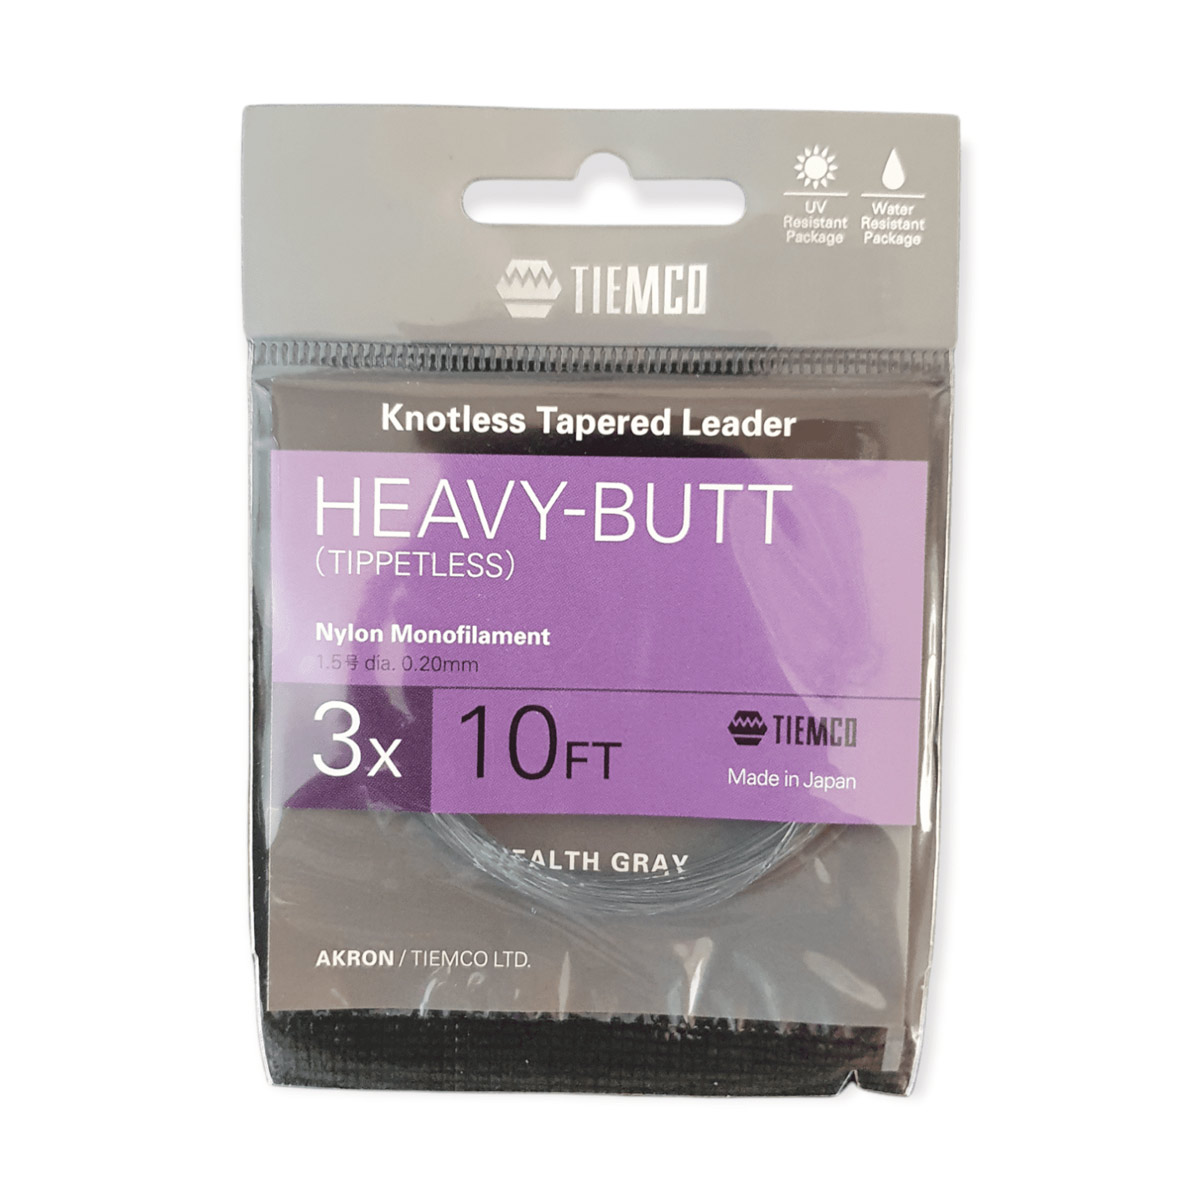 UV
Resistant
Package
Water
Resistant
Package
TIEMCO
Knotless Tapered Leader
HEAVY-BUTT
(TIPPETLESS)
Nylon Monofilament
1.5号 dia. 0.20mm
3X 10FT
TIEMCO
Made in Japan
GRAY
AKRON / TIEMCO LTD.